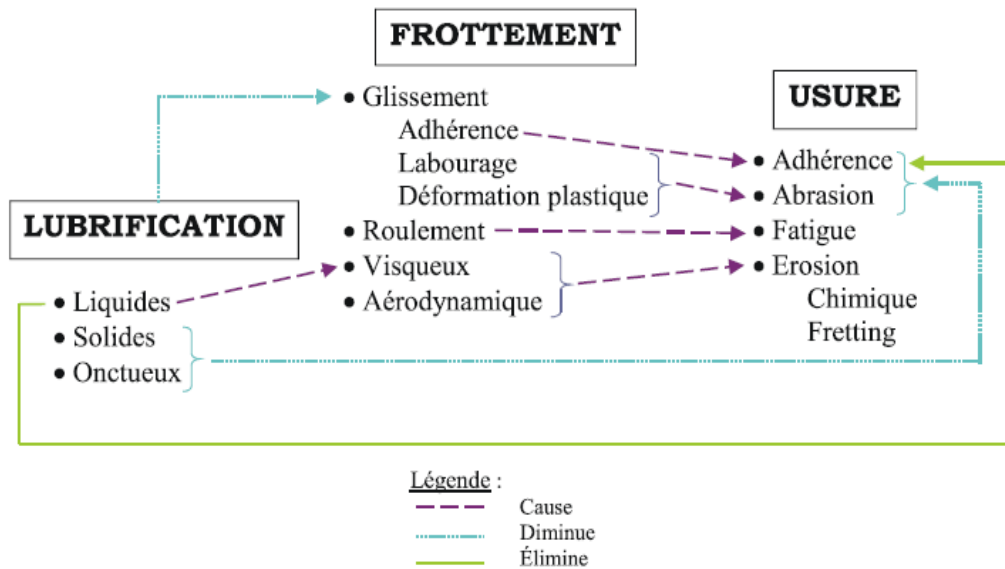 FROTTEMENT
USURE
LUBRIFICATION
• Glissement
Adhérence
Labourage
Déformation plastique
• Roulement
• Visqueux
• Aérodynamique
• Adhérence
• Abrasion
• Fatigue
• Erosion
Chimique
Fretting
• Liquides
• Solides
• Onctueux
Légende :
Cause
Diminue
Élimine